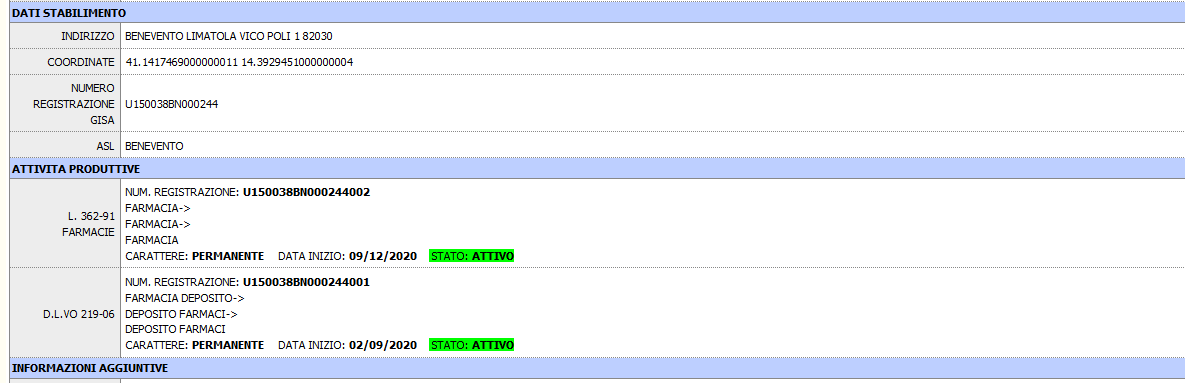 DATI STABILIMENTO
INDIRIZZO BENEVENTO LIMATOLA VICO POLI 1 82030
COORDINATE 41.1417469000000011 14.3929451000000004
NUMERO
REGISTRAZIONE U150038BN000244
GISA
ASL BENEVENTO
ATTIVITA PRODUTTIVE
NUM. REGISTRAZIONE: U150038BN000244002
FARMACIA->
L. 362-91
FARMACIE
FARMACIA->
FARMACIA
CARATTERE: PERMANENTE DATA INIZIO: 09/12/2020 STATO: ATTIVO
NUM. REGISTRAZIONE: U150038BN000244001
FARMACIA DEPOSITO->
D.L.VO 219-06 DEPOSITO FARMACI->
DEPOSITO FARMACI
CARATTERE: PERMANENTE DATA INIZIO: 02/09/2020 STATO: ATTIVO
INFORMAZIONI AGGIUNTIVE